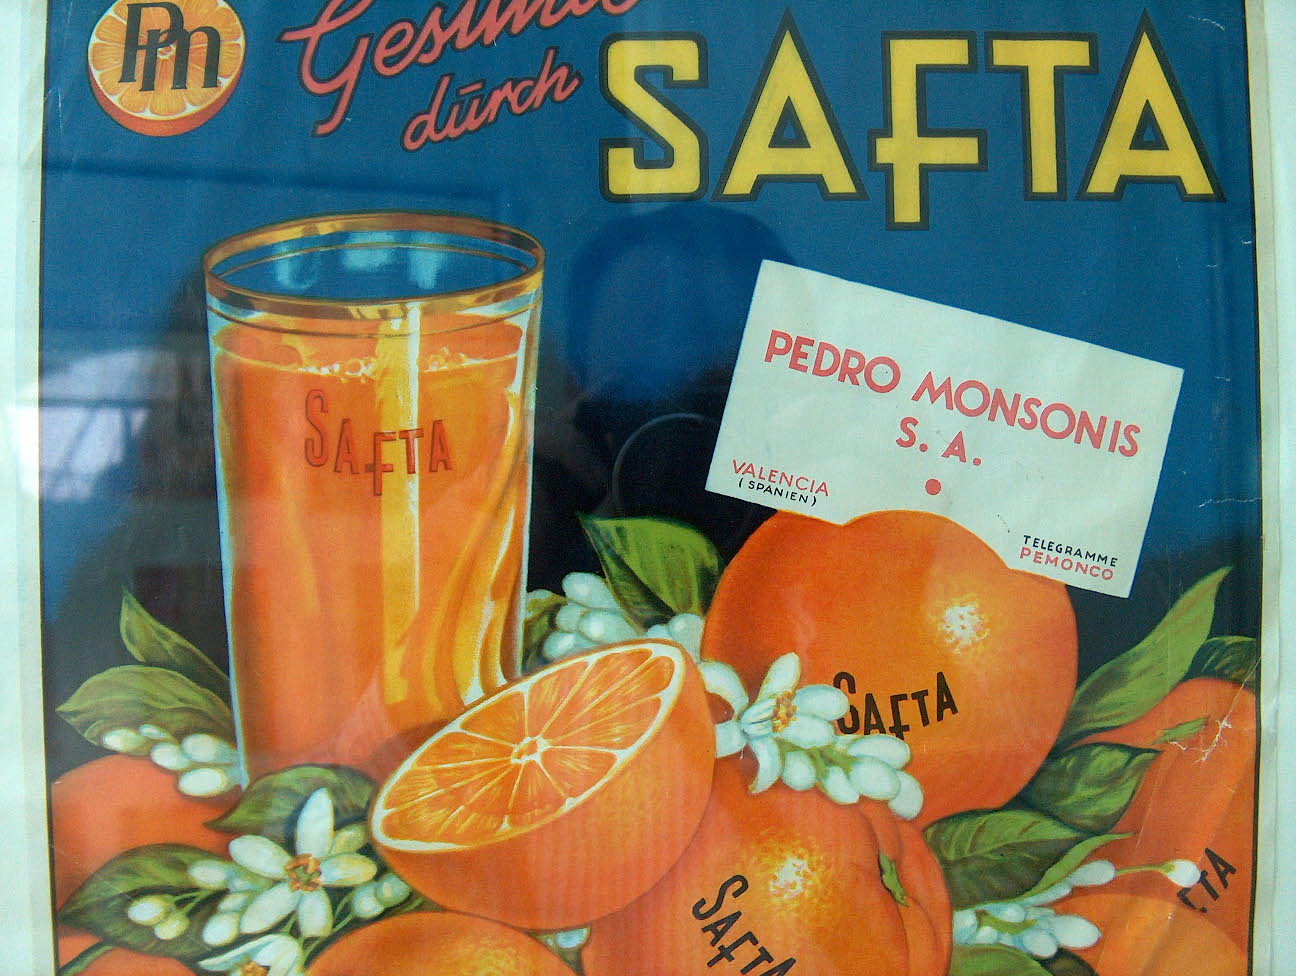 Pm
durch
SAFTA
PEDRO MONSONIS
S. A.
VALENCIA
(SPANIEN)
TELEGRAMME
PEMONCO
SAFTA
SAFTA
SAFTA